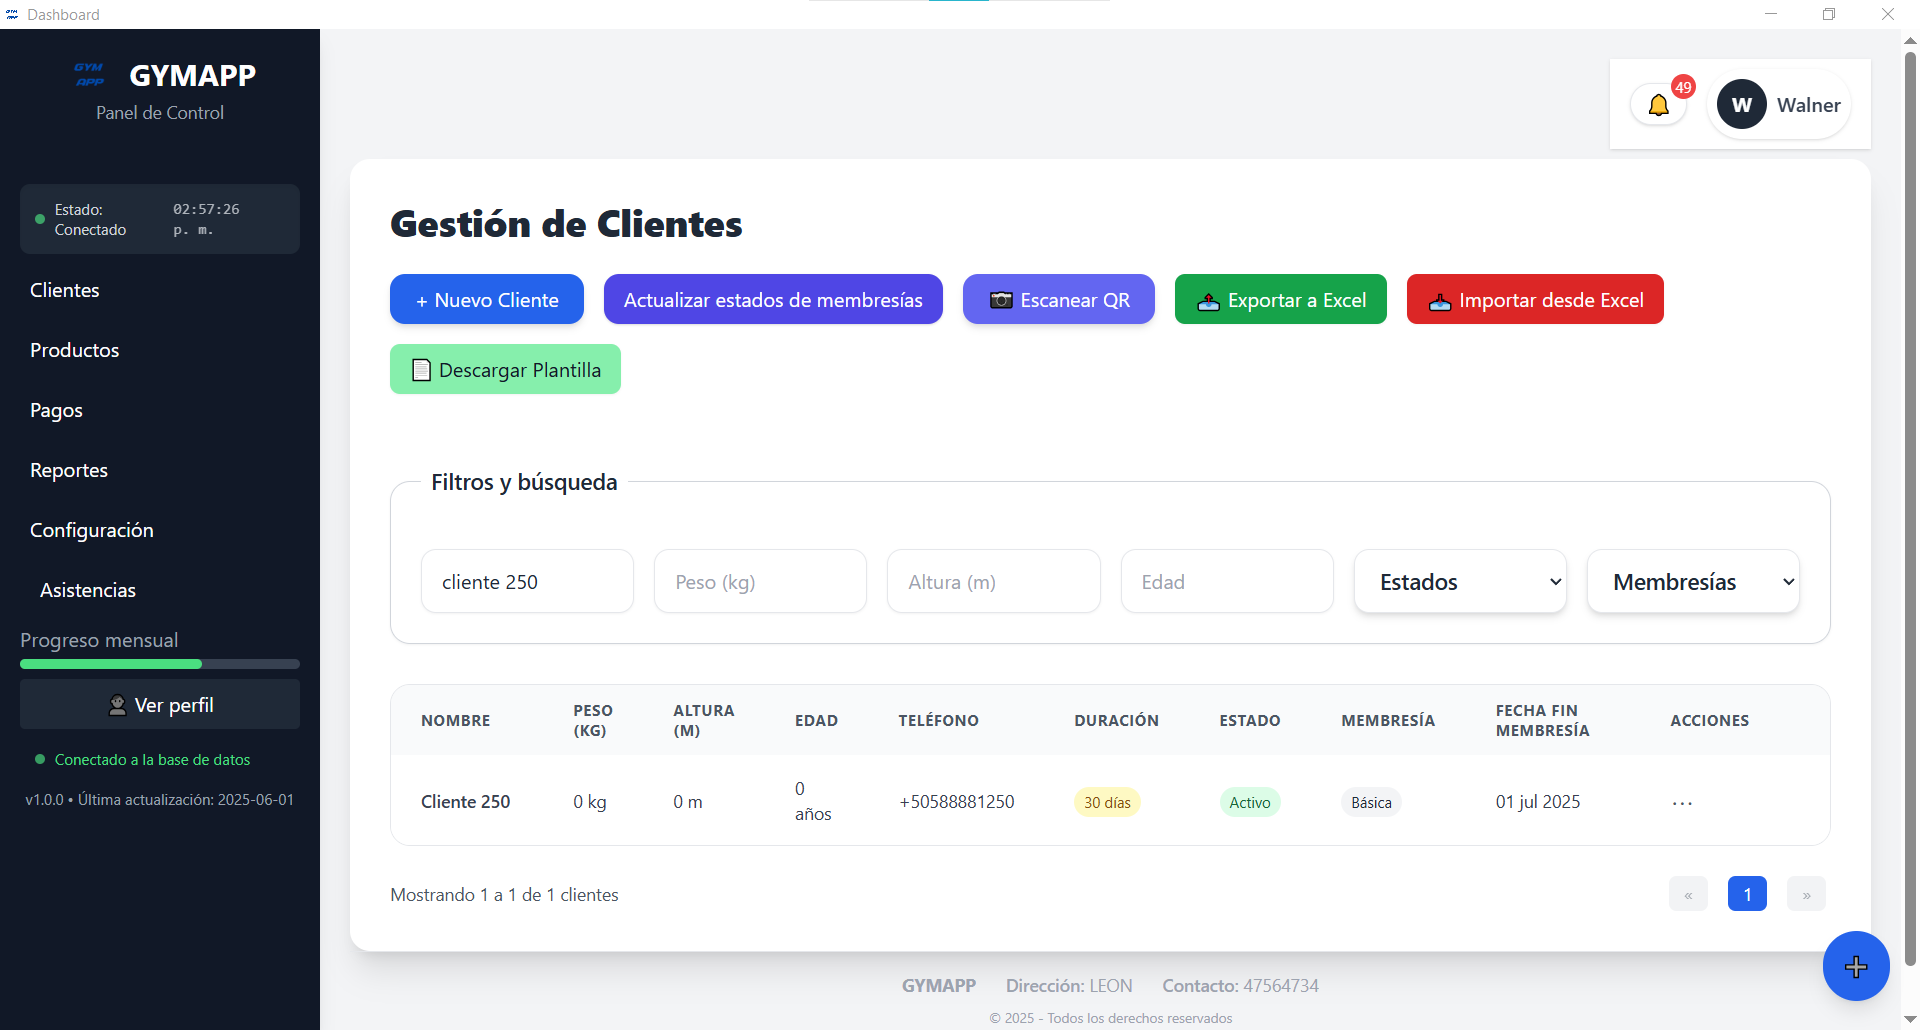 Dashboard
GYM
APP
GYMAPP
Panel de Control
Estado:
Conectado
02:57:26
p. m.
Clientes
Productos
Pagos
Reportes
Configuración
Asistencias
Progreso mensual
Ver perfil
Conectado a la base de datos
v1.0.0 • Última actualización: 2025-06-01
49
W
Walner
Gestión de Clientes
+ Nuevo Cliente
Actualizar estados de membresías
Escanear QR
Exportar a Excel
Importar desde Excel
Descargar Plantilla
Filtros y búsqueda
cliente 250
Peso (kg)
Altura (m)
Edad
Estados
Membresías
NOMBRE
PESO
(KG)
ALTURA
(M)
EDAD
TELÉFONO
DURACIÓN
ESTADO
MEMBRESÍA
FECHA FIN
MEMBRESÍA
ACCIONES
Cliente 250
0 kg
0 m
0
años
+50588881250
30 días
Activo
Básica
01 jul 2025
...
Mostrando 1 a 1 de 1 clientes
«
1
»
+
GYMAPP Dirección: LEON Contacto: 47564734
© 2025 - Todos los derechos reservados